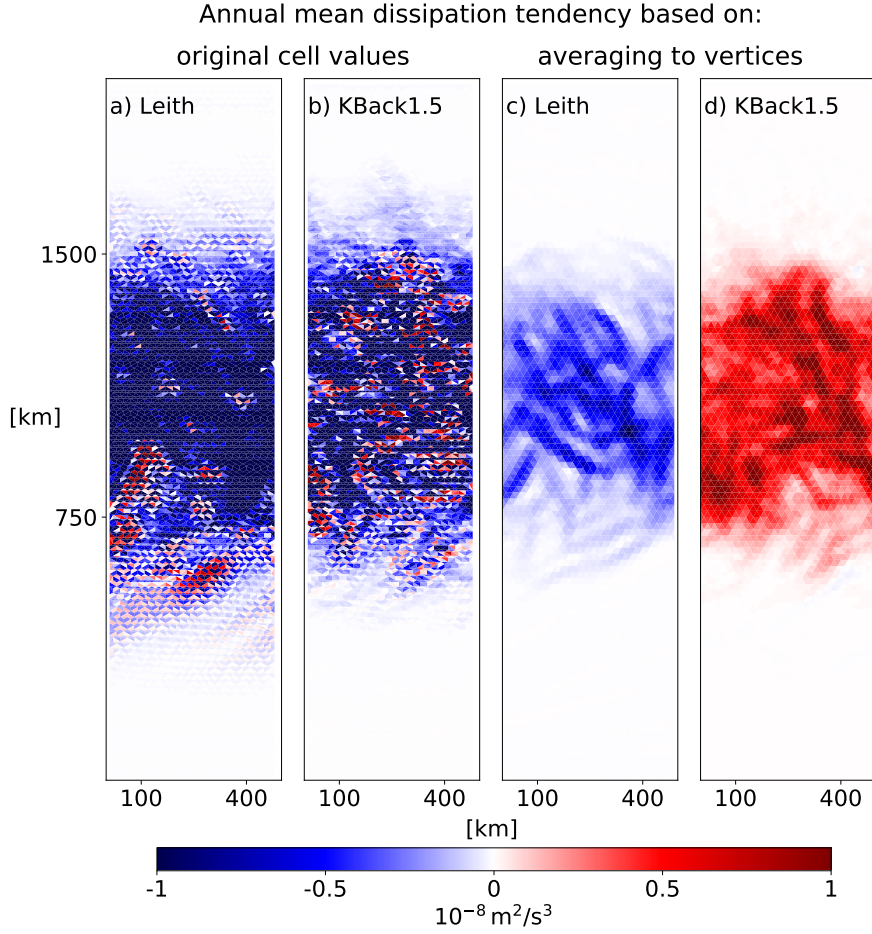 Annual mean dissipation tendency based on:
original cell values averaging to vertices
a) Leith b) KBack1.5 c) Leith d) KBack1.5
1500
[km]
750
100 400 100 400 100 400 100 400
[km]
-1 -0.5 0 0.5 1
10⁻⁸ m²/s³